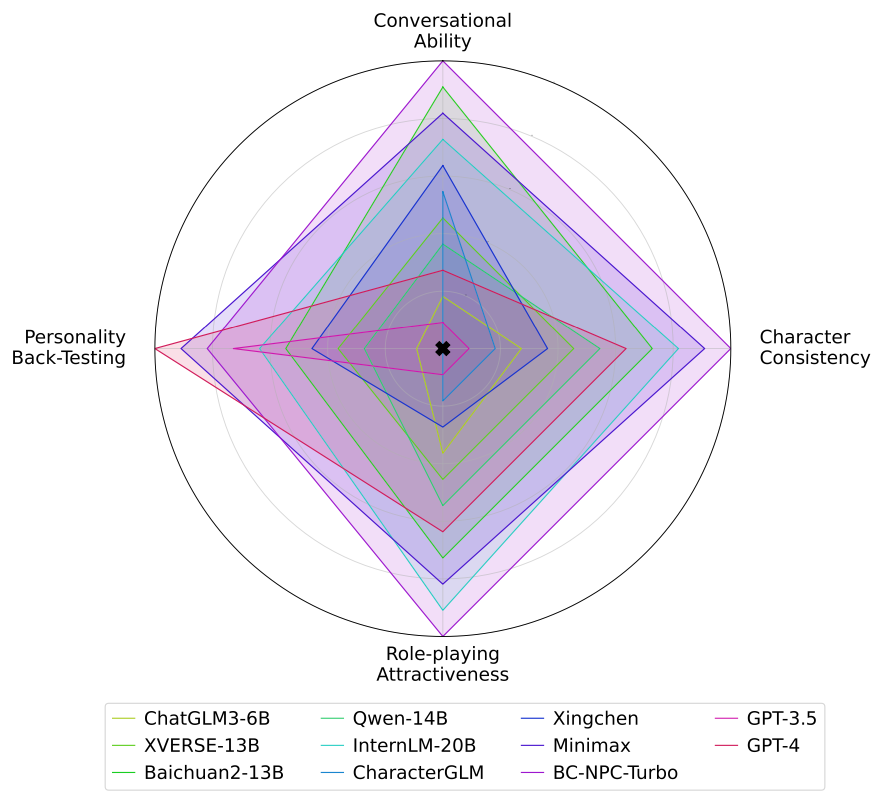 Conversational
Ability
Personality
Back-Testing
Character
Consistency
Role-playing
Attractiveness
ChatGLM3-6B
XVERSE-13B
Baichuan2-13B
Qwen-14B
InternLM-20B
CharacterGLM
Xingchen
Minimax
BC-NPC-Turbo
GPT-3.5
GPT-4